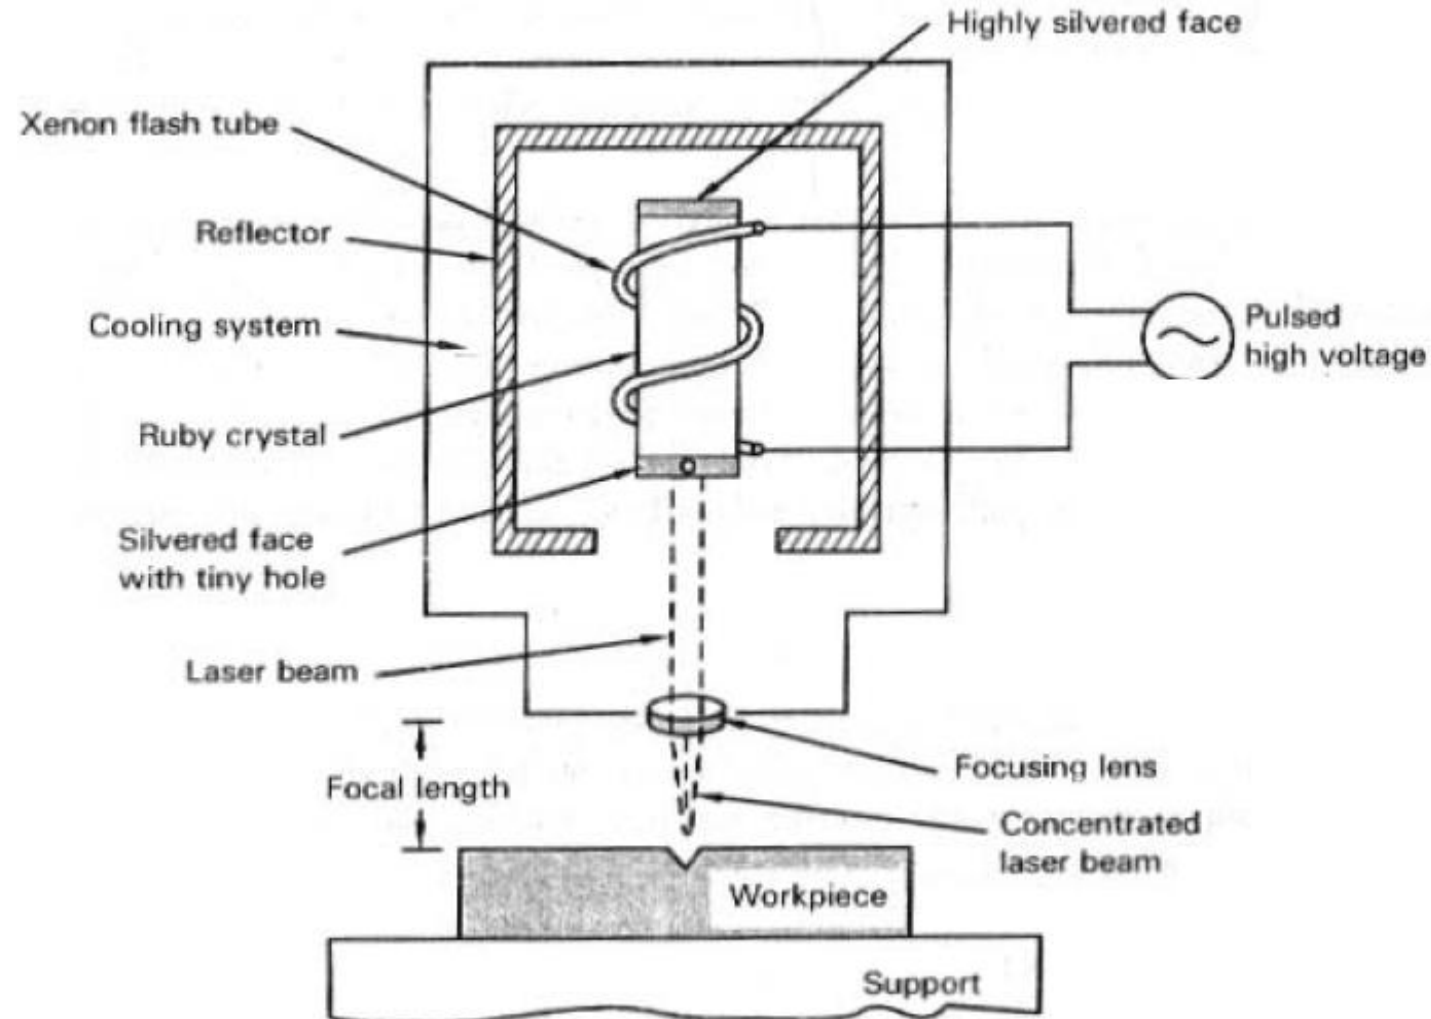 Highly silvered face
Xenon flash tube
Reflector
Cooling system
Pulsed
high voltage
Ruby crystal
Silvered face
with tiny hole
Laser beam
Focusing lens
Focal length
Concentrated
laser beam
Workpiece
Support